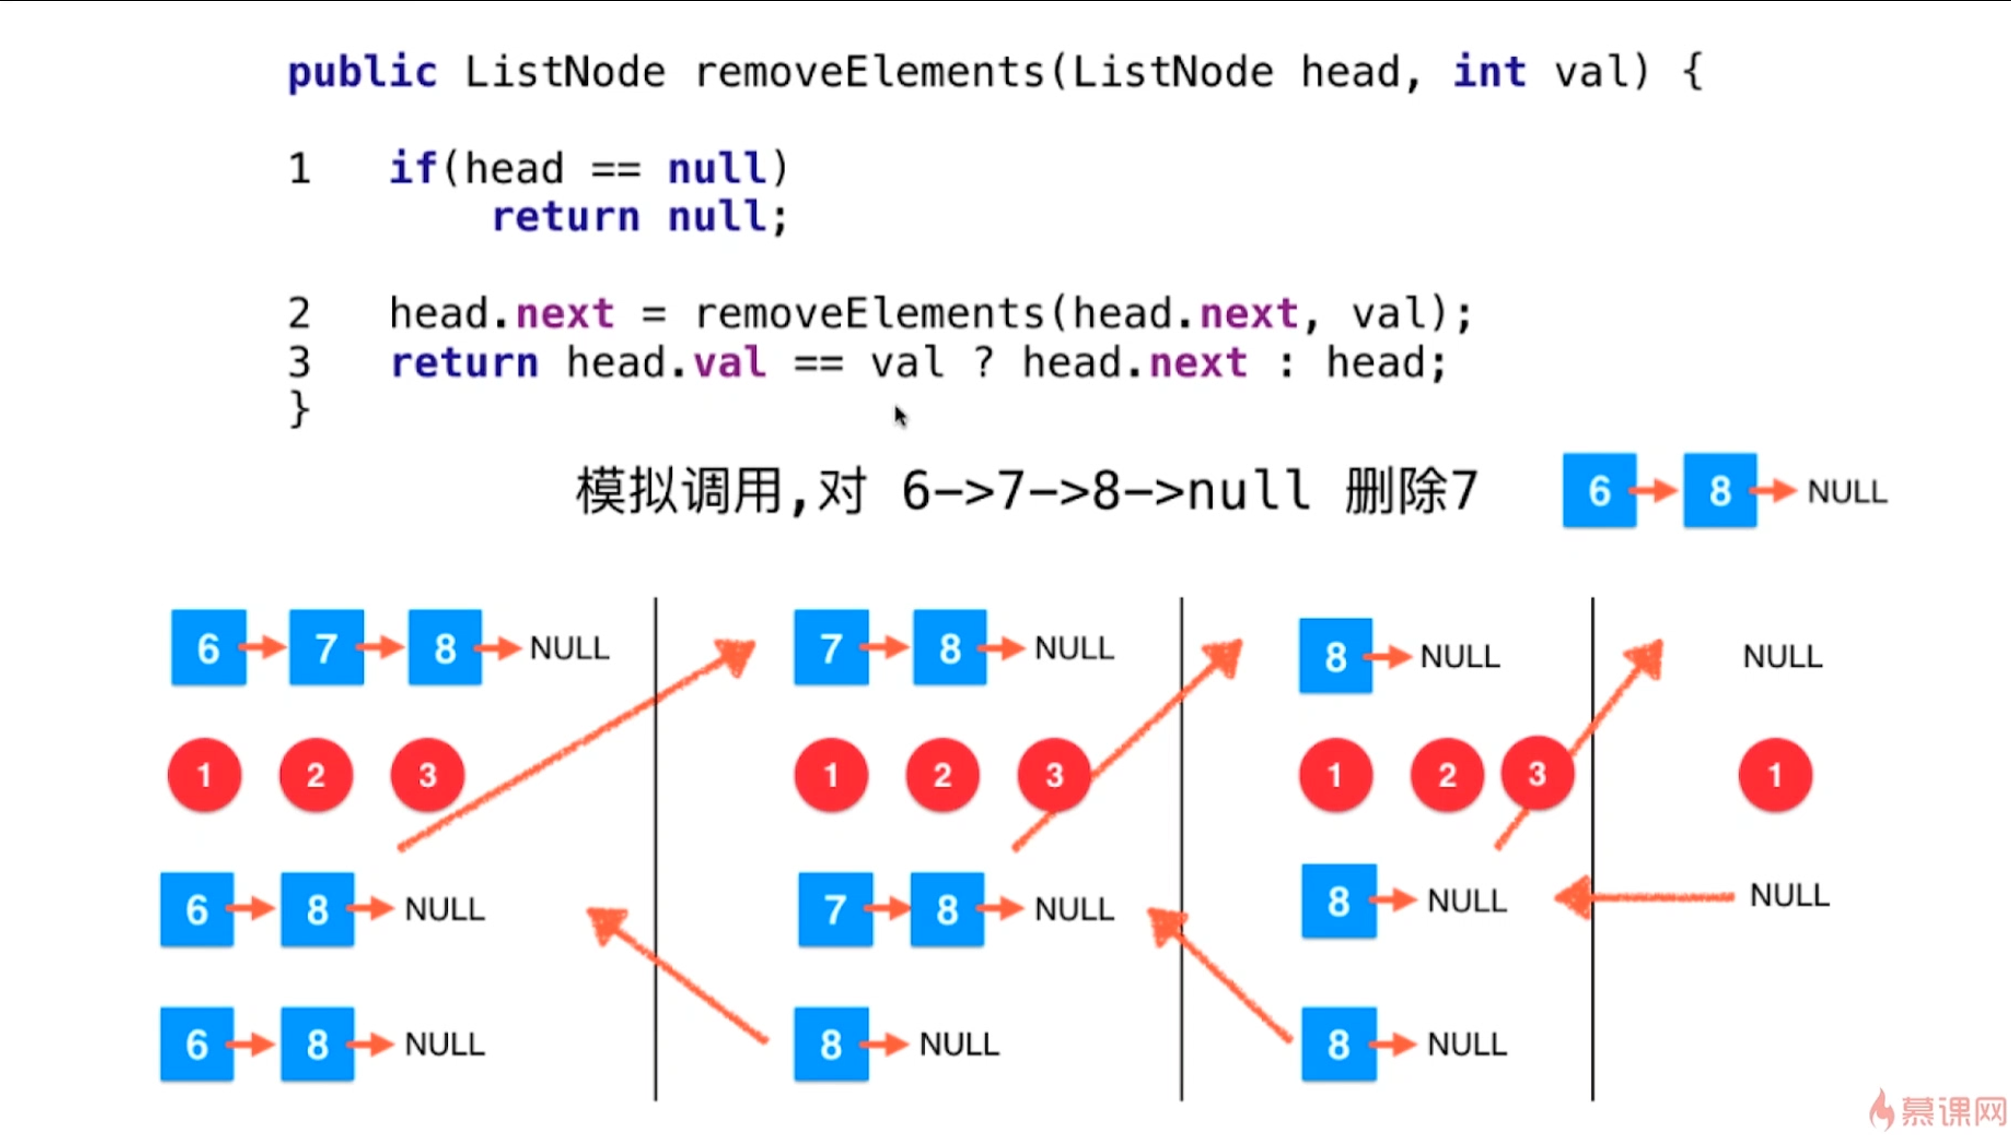 public ListNode removeElements(ListNode head, int val) {
1 if(head == null)
return null;
2 head.next = removeElements(head.next, val);
3 return head.val == val ? head.next : head;
}
模拟调用,对 6->7->8->null 删除7
6 8 NULL
6 7 8 NULL
7 8 NULL
8 NULL
NULL
1 2 3
1 2 3
1 2 3
1
6 8 NULL
7 8 NULL
8 NULL
NULL
6 8 NULL
8 NULL
8 NULL
慕课网